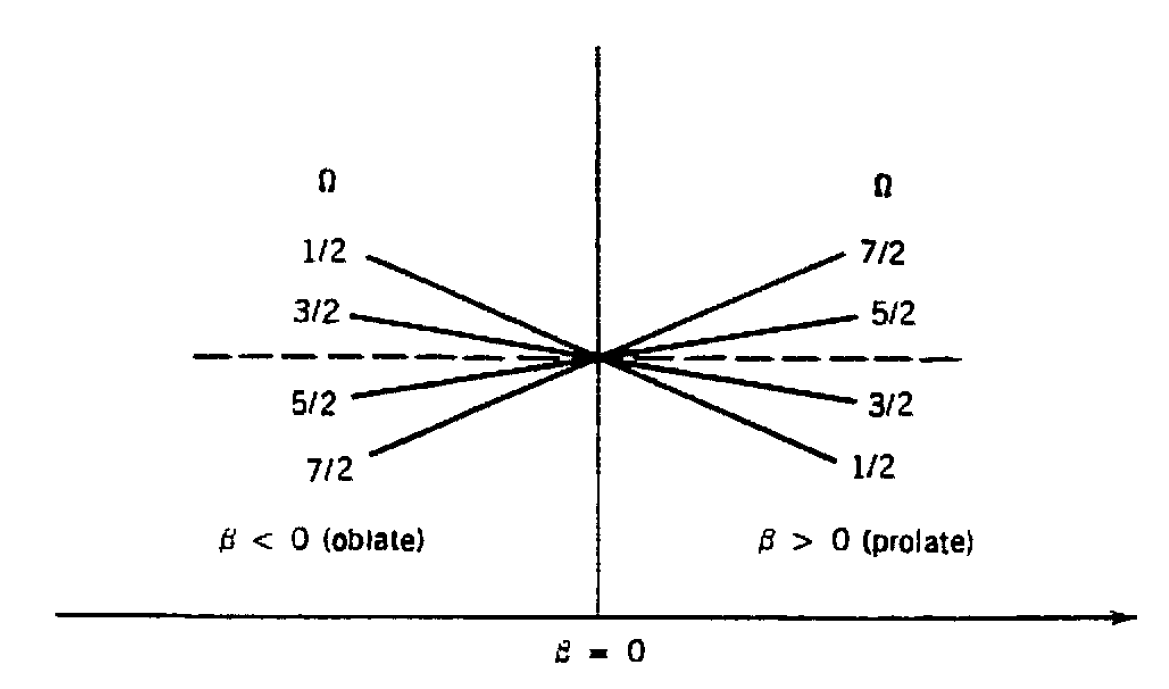 Ω Ω
1/2 7/2
3/2 5/2
5/2 3/2
7/2 1/2
β < 0 (oblate) β > 0 (prolate)
β = 0